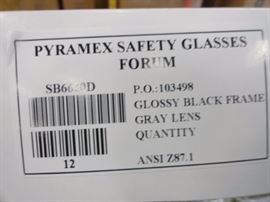 PYRAMEX SAFETY GLASSES
FORUM
P.O.:103498
GLOSSY BLACK FRAME
GRAY LENS
QUANTITY
12
ANSI Z87.1